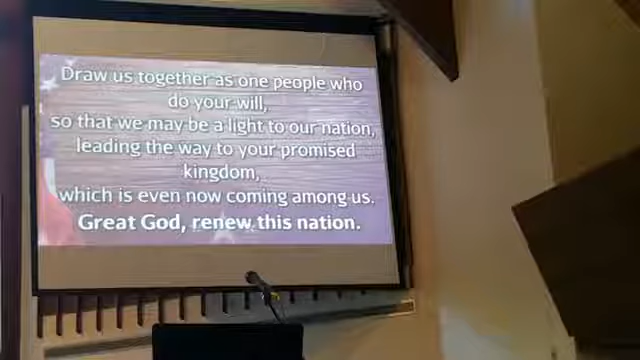 Draw us together as one people who
do your will,
so that we may be a light to our nation,
leading the way to your promised
kingdom,
which is even now coming among us.
Great God, renew this nation.